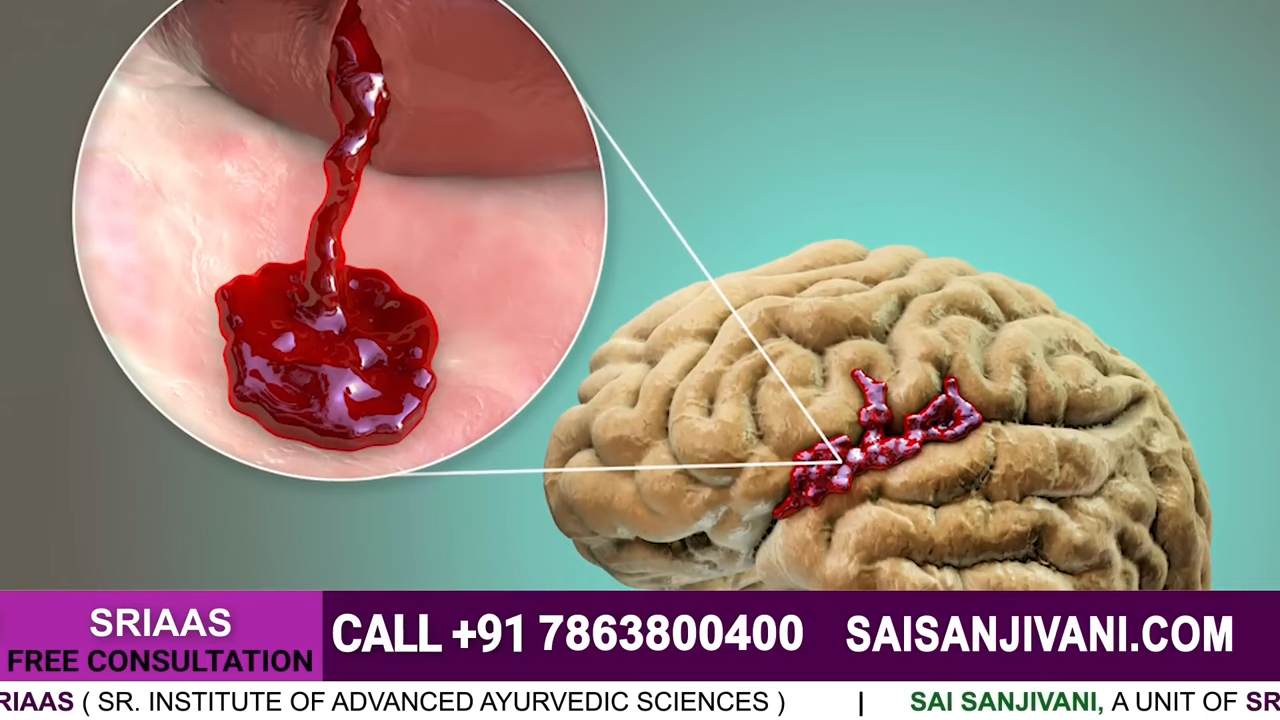 SRIAAS
FREE CONSULTATION
CALL +91 7863800400
SAISANJIVANI.COM
RIAAS ( SR. INSTITUTE OF ADVANCED AYURVEDIC SCIENCES ) | SAI SANJIVANI, A UNIT OF SR